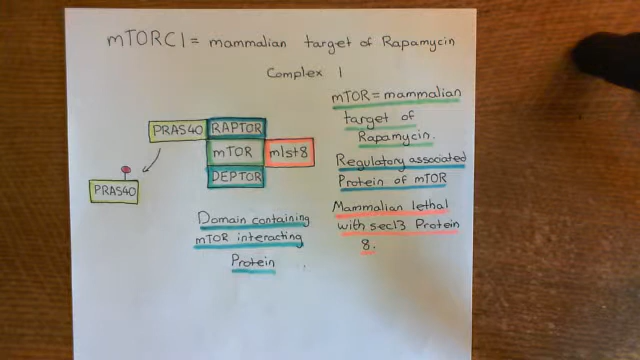 mTORC1 = mammalian target of Rapamycin
Complex 1
PRAS40
RAPTOR
mTOR
mlst8
DEPTOR
PRAS40
Domain containing
mTOR interacting
Protein
mTOR = mammalian
target of
Rapamycin.
Regulatory associated
Protein of mTOR
Mammalian lethal
with sec13 Protein
8.